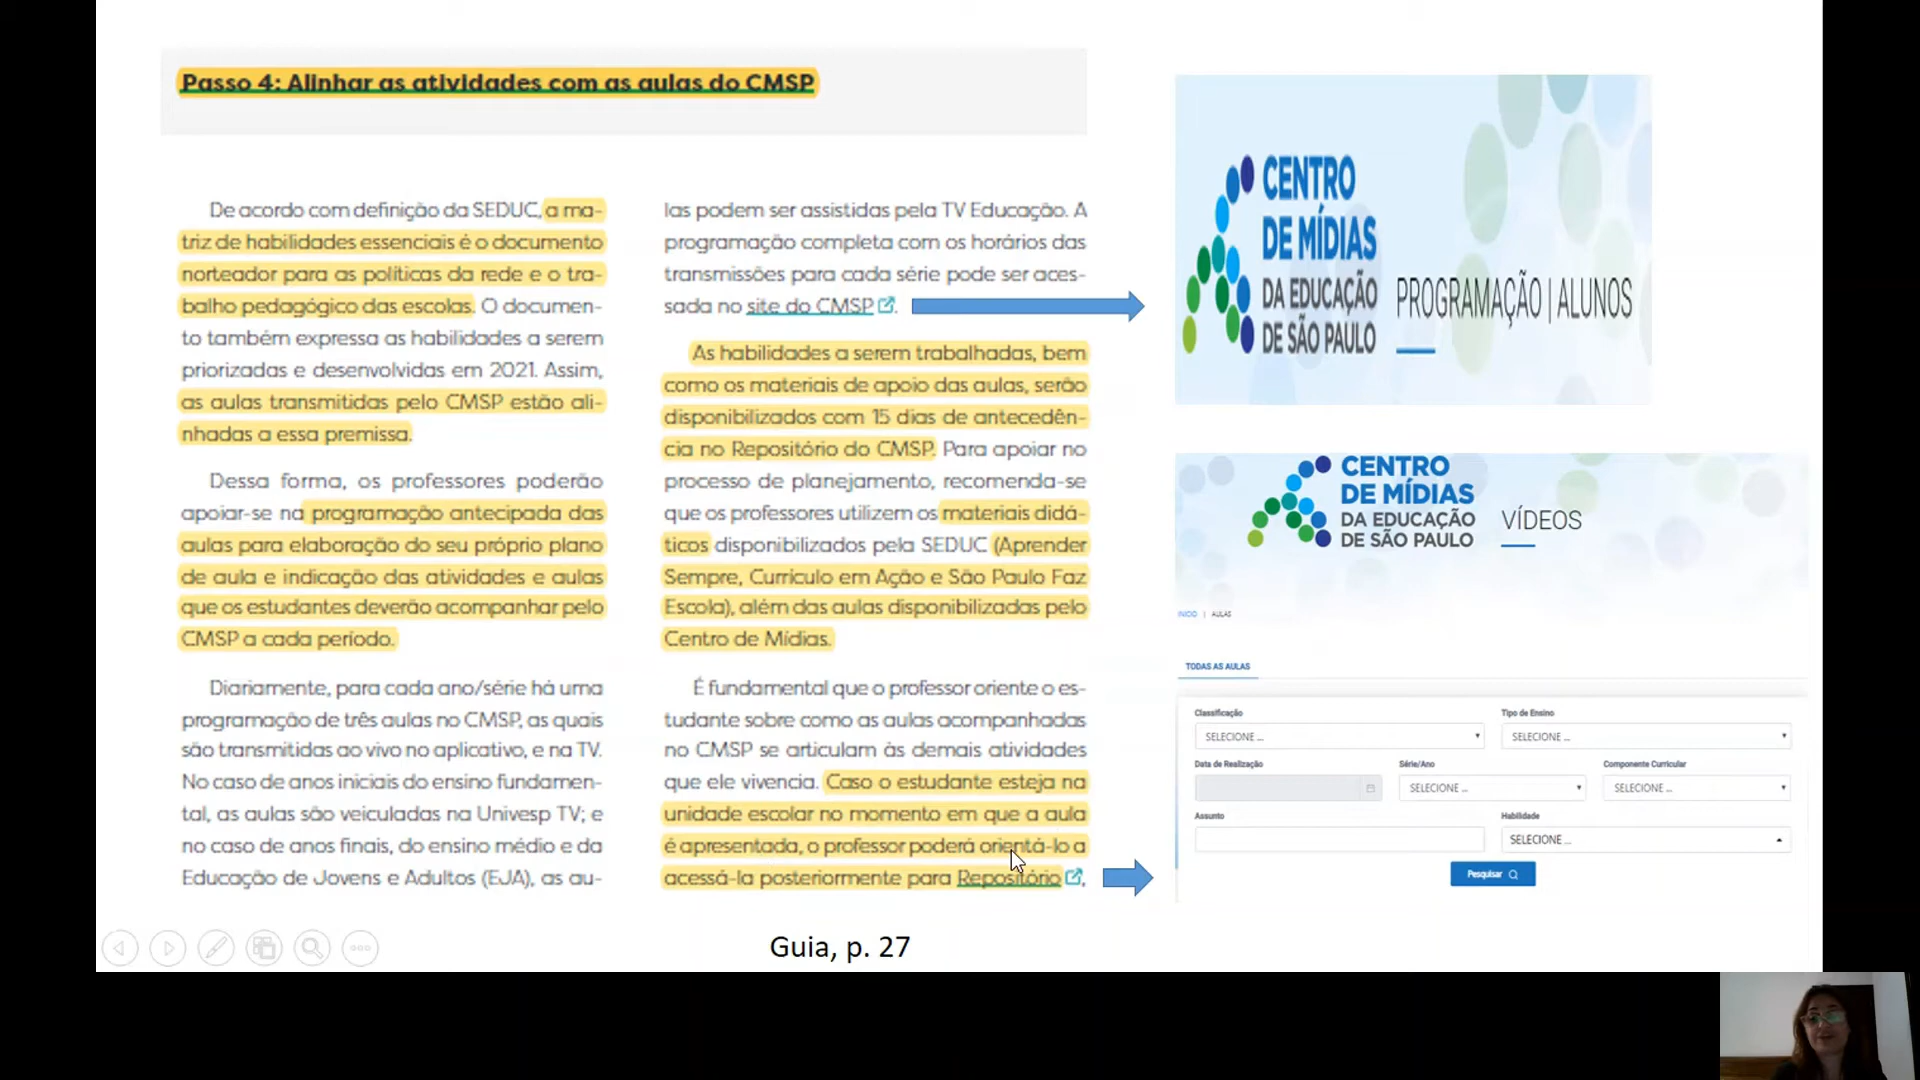 Passo 4: Alinhar as atividades com as aulas do CMSP
De acordo com definição da SEDUC, a ma-
triz de habilidades essenciais é o documento
norteador para as políticas da rede e o tra-
balho pedagógico das escolas. O documen-
to também expressa as habilidades a serem
priorizadas e desenvolvidas em 2021. Assim,
as aulas transmitidas pelo CMSP estão ali-
nhadas a essa premissa.
Dessa forma, os professores poderão
apoiar-se na programação antecipada das
aulas para elaboração do seu próprio plano
de aula e indicação das atividades e aulas
que os estudantes deverão acompanhar pelo
CMSP a cada período.
Diariamente, para cada ano/série há uma
programação de três aulas no CMSP, as quais
são transmitidas ao vivo no aplicativo, e na TV.
No caso de anos iniciais do ensino fundamen-
tal, as aulas são veiculadas na Univesp TV; e
no caso de anos finais, do ensino médio e da
Educação de Jovens e Adultos (EJA), as au-
las podem ser assistidas pela TV Educação. A
programação completa com os horários das
transmissões para cada série pode ser aces-
sada no site do CMSP.
As habilidades a serem trabalhadas, bem
como os materiais de apoio das aulas, serão
disponibilizados com 15 dias de antecedên-
cia no Repositório do CMSP. Para apoiar no
processo de planejamento, recomenda-se
que os professores utilizem os materiais didá-
ticos disponibilizados pela SEDUC (Aprender
Sempre, Currículo em Ação e São Paulo Faz
Escola), além das aulas disponibilizadas pelo
Centro de Mídias.
É fundamental que o professor oriente o es-
tudante sobre como as aulas acompanhadas
no CMSP se articulam às demais atividades
que ele vivencia. Caso o estudante esteja na
unidade escolar no momento em que a aula
é apresentada, o professor poderá orientá-lo a
acessá-la posteriormente para Repositório,
Guia, p. 27
CENTRO
DE MÍDIAS
DA EDUCAÇÃO
DE SÃO PAULO
PROGRAMAÇÃO | ALUNOS
CENTRO
DE MÍDIAS
DA EDUCAÇÃO
DE SÃO PAULO
VÍDEOS
INÍCIO | AULAS
TODAS AS AULAS
Classificação Tipo de Ensino
SELECIONE ... SELECIONE ...
Data de Realização Série/Ano Componente Curricular
SELECIONE ... SELECIONE ...
Assunto Habilidade
SELECIONE ...
Pesquisar